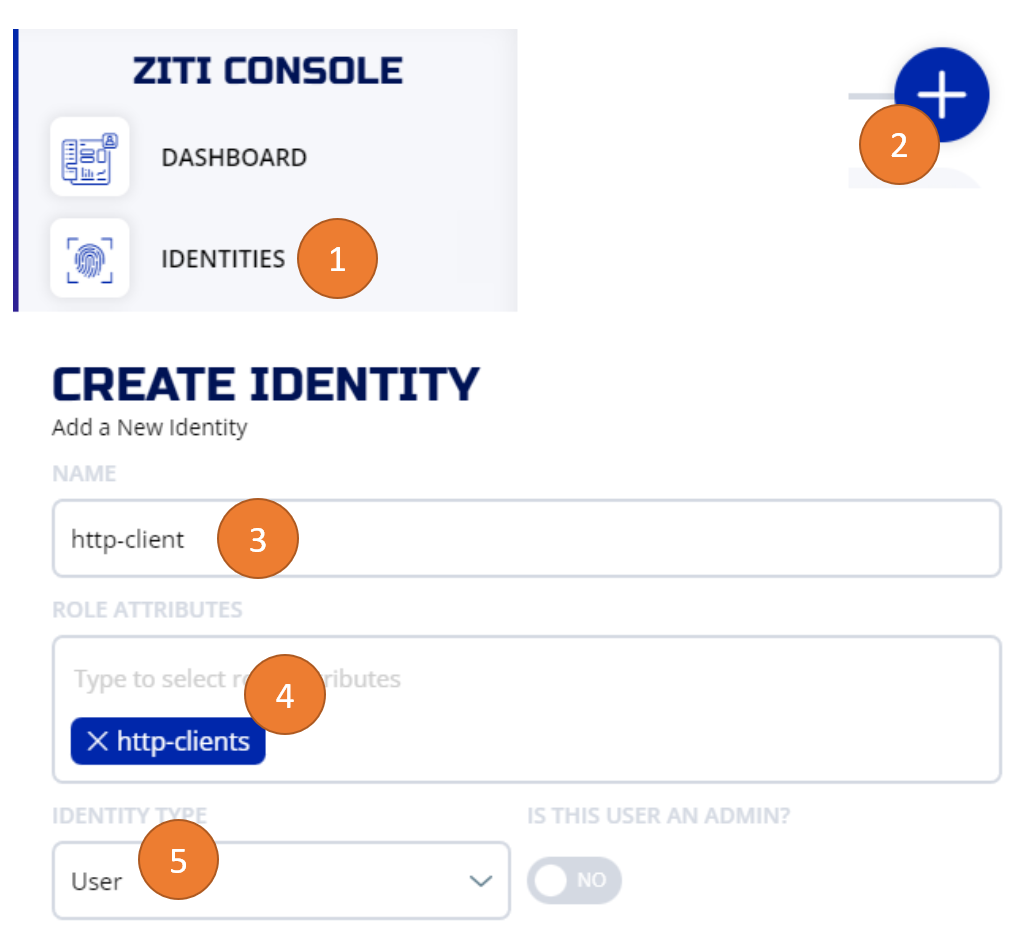 ZITI CONSOLE
DASHBOARD
IDENTITIES 1
2
CREATE IDENTITY
Add a New Identity
NAME
http-client 3
ROLE ATTRIBUTES
Type to select r ributes
4
http-clients
IDENTITY TYPE IS THIS USER AN ADMIN?
5
User NO